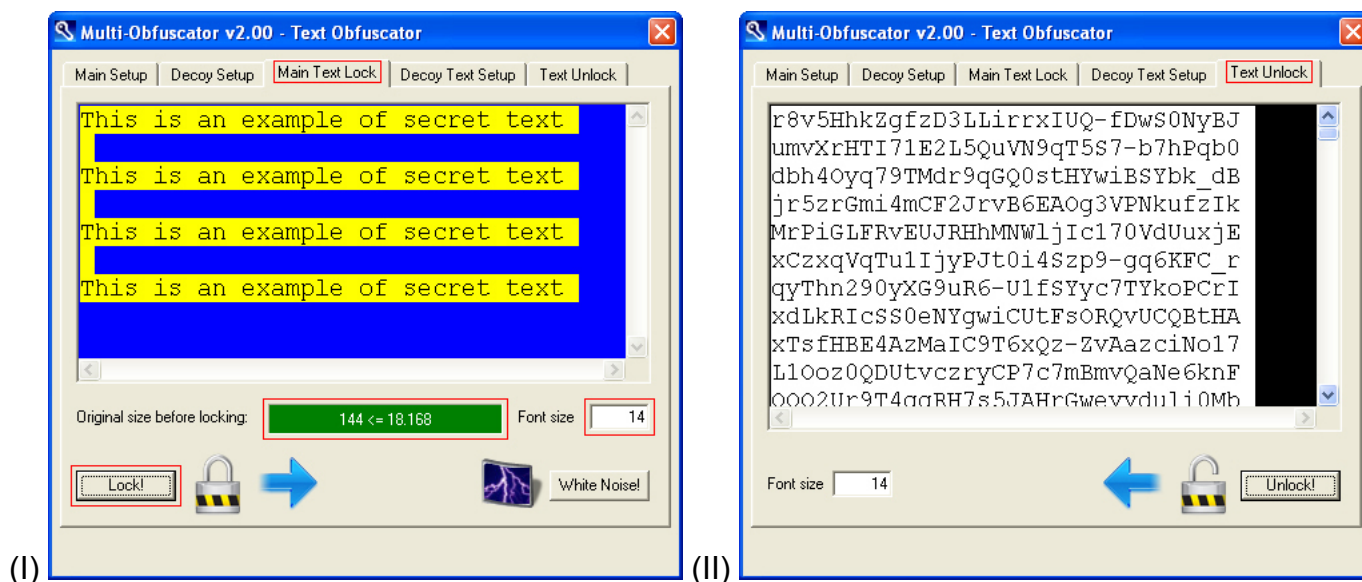 Multi-Obfuscator v2.00 - Text Obfuscator
Main Setup Decoy Setup Main Text Lock Decoy Text Setup Text Unlock
This is an example of secret text
This is an example of secret text
This is an example of secret text
This is an example of secret text
Original size before locking: 144 <= 18.168 Font size 14
Lock! White Noise!
(I)
Multi-Obfuscator v2.00 - Text Obfuscator
Main Setup Decoy Setup Main Text Lock Decoy Text Setup Text Unlock
r8v5HhkZgfzD3LLirrxIUQ-fDwS0NyBJ
umvXrHTI71E2L5QuVN9qT5S7-b7hPqb0
dbh4Oyq79TMdr9qGQ0stHYwiBSYbk_dB
jr5zrGmi4mCF2JrvB6EAOg3VPNkufzIk
MrPiGLFRvEUJRHhMNWljIc170VdUuxjE
xCzxqVqTu1IjyPJt0i4Szp9-gq6KFC_r
qyThn290yXG9uR6-U1fSYyc7TYkoPCrI
xdLkRIcSS0eNYgwiCUtFsORQvUCQBtHA
xTsfHBE4AzMaIC9T6xQz-ZvAazciNo17
L1Ooz0QDUtvczryCP7c7mBmvQaNe6knF
Font size 14 Unlock!
(II)